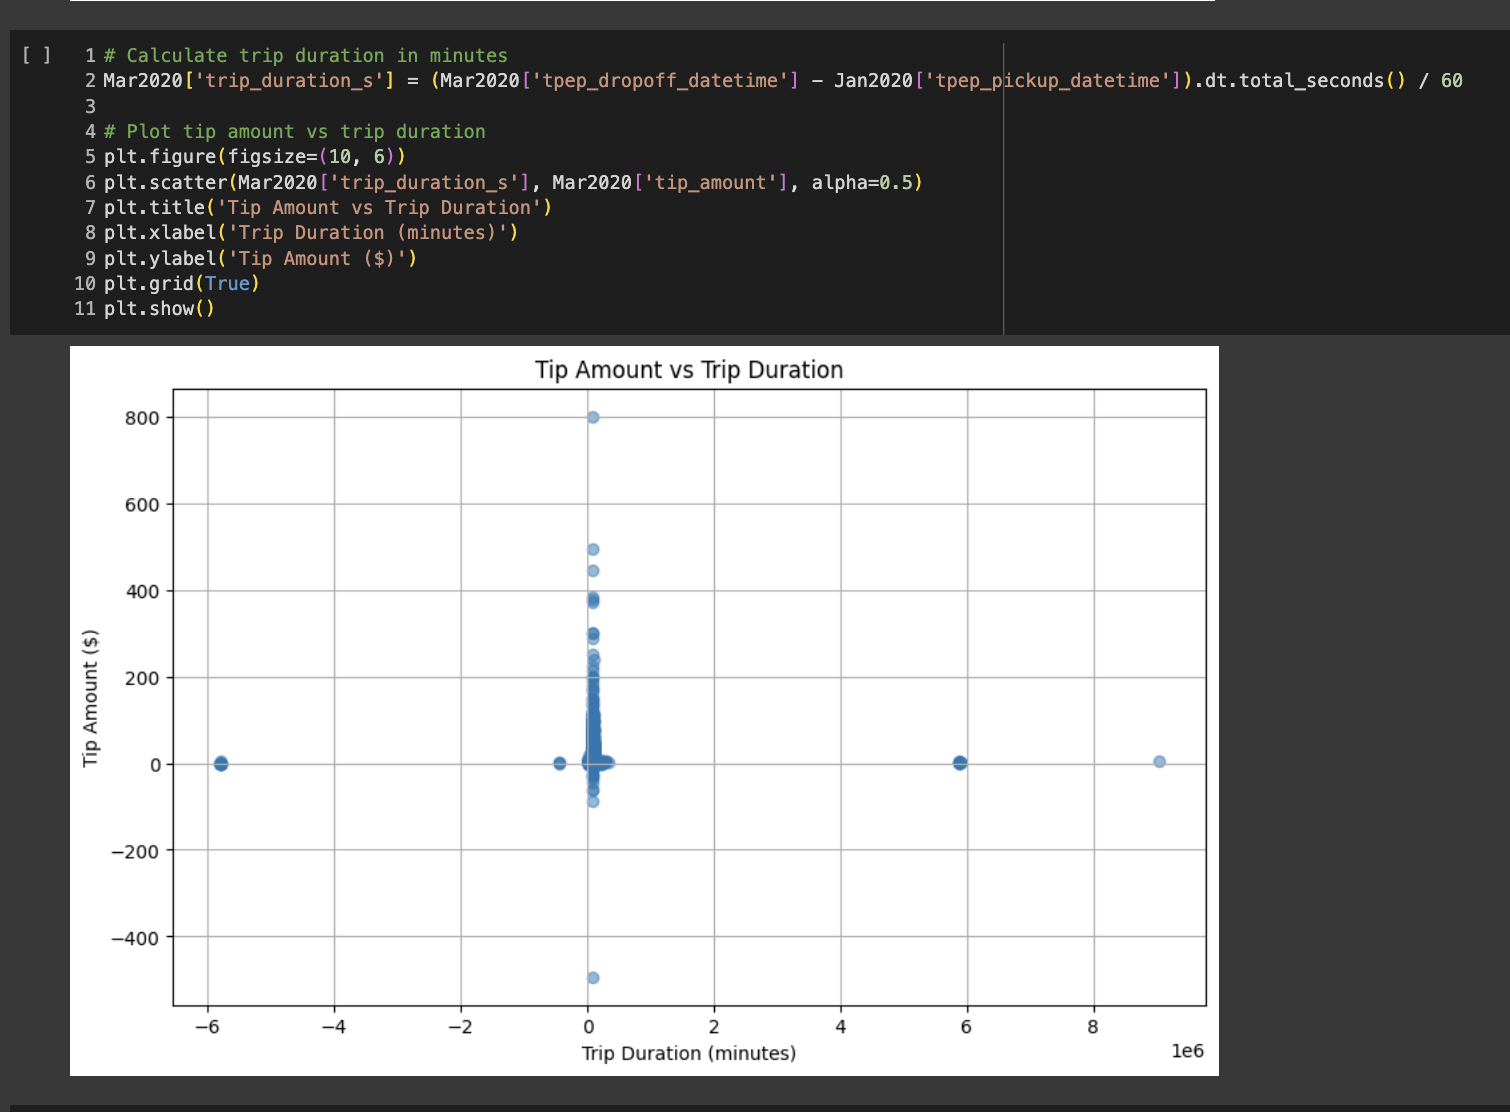 [ ]
1 # Calculate trip duration in minutes
2 Mar2020['trip_duration_s'] = (Mar2020['tpep_dropoff_datetime'] - Jan2020['tpep_pickup_datetime']).dt.total_seconds() / 60
3
4 # Plot tip amount vs trip duration
5 plt.figure(figsize=(10, 6))
6 plt.scatter(Mar2020['trip_duration_s'], Mar2020['tip_amount'], alpha=0.5)
7 plt.title('Tip Amount vs Trip Duration')
8 plt.xlabel('Trip Duration (minutes)')
9 plt.ylabel('Tip Amount ($)')
10 plt.grid(True)
11 plt.show()
Tip Amount vs Trip Duration
800
600
400
200
0
−200
−400
Tip Amount ($)
−6 −4 −2 0 2 4 6 8
1e6
Trip Duration (minutes)